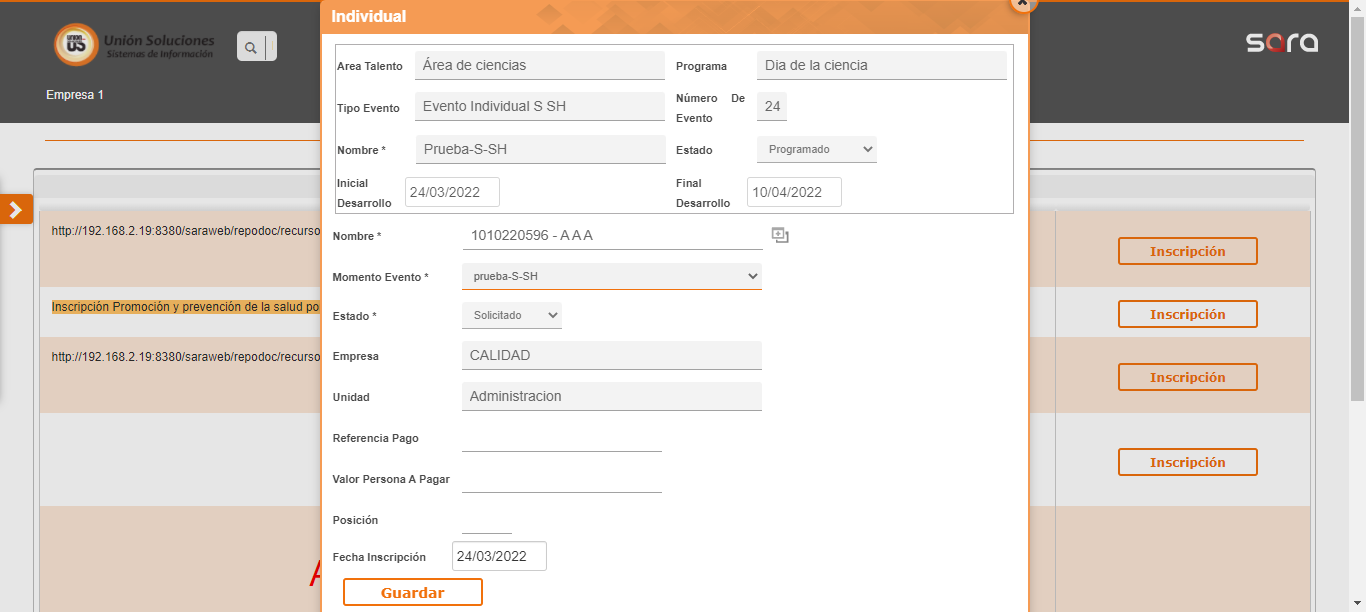 Individual
Unión Soluciones
Sistemas de Información
sara
Empresa 1
Area Talento Área de ciencias Programa Dia de la ciencia
Tipo Evento Evento Individual S SH Número De Evento 24
Nombre * Prueba-S-SH Estado Programado
Inicial Desarrollo 24/03/2022 Final Desarrollo 10/04/2022
Nombre * 1010220596 - A A A
Momento Evento * prueba-S-SH
Estado * Solicitado
Empresa CALIDAD
Unidad Administracion
Referencia Pago
Valor Persona A Pagar
Posición
Fecha Inscripción 24/03/2022
Guardar
http://192.168.2.19:8380/saraweb/repodoc/recurso
Inscripción
Inscripción Promoción y prevención de la salud po
Inscripción
http://192.168.2.19:8380/saraweb/repodoc/recurso
Inscripción
Inscripción